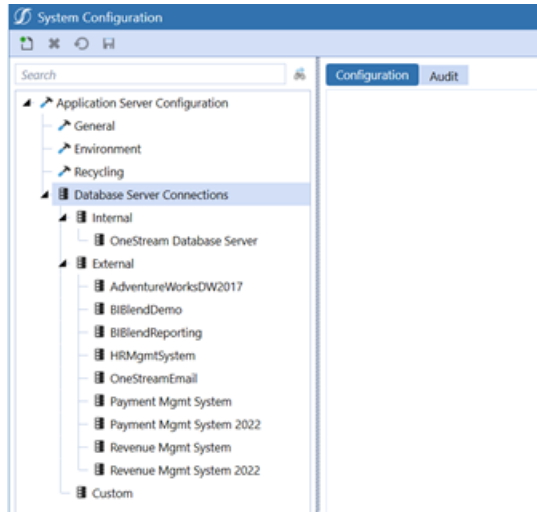 System Configuration
Search
Configuration Audit
Application Server Configuration
General
Environment
Recycling
Database Server Connections
Internal
OneStream Database Server
External
AdventureWorksDW2017
BIBlendDemo
BIBlendReporting
HRMgmtSystem
OneStreamEmail
Payment Mgmt System
Payment Mgmt System 2022
Revenue Mgmt System
Revenue Mgmt System 2022
Custom